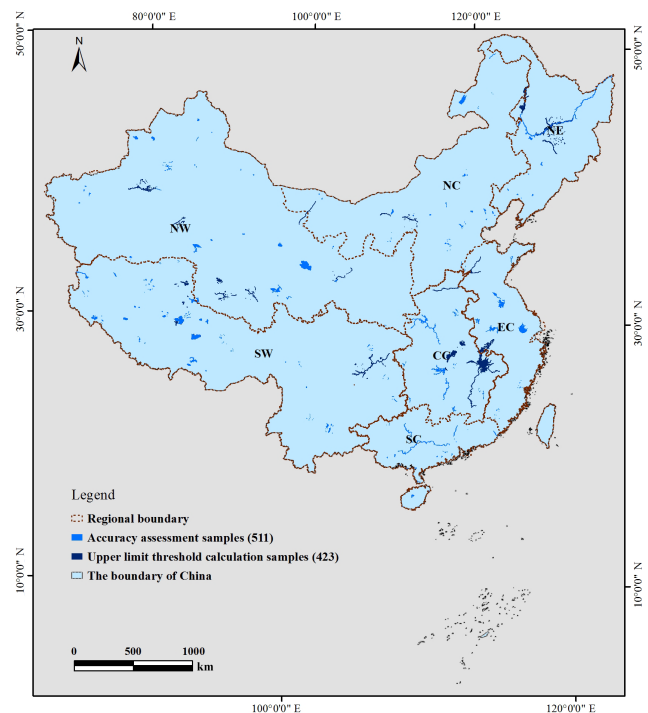 80°0'0" E
100°0'0" E
120°0'0" E
50°0'0" N
50°0'0" N
N
NE
NC
NW
30°0'0" N
30°0'0" N
EC
SW
CC
SC
Legend
Regional boundary
Accuracy assessment samples (511)
Upper limit threshold calculation samples (423)
The boundary of China
10°0'0" N
10°0'0" N
0 500 1000
km
100°0'0" E
120°0'0" E